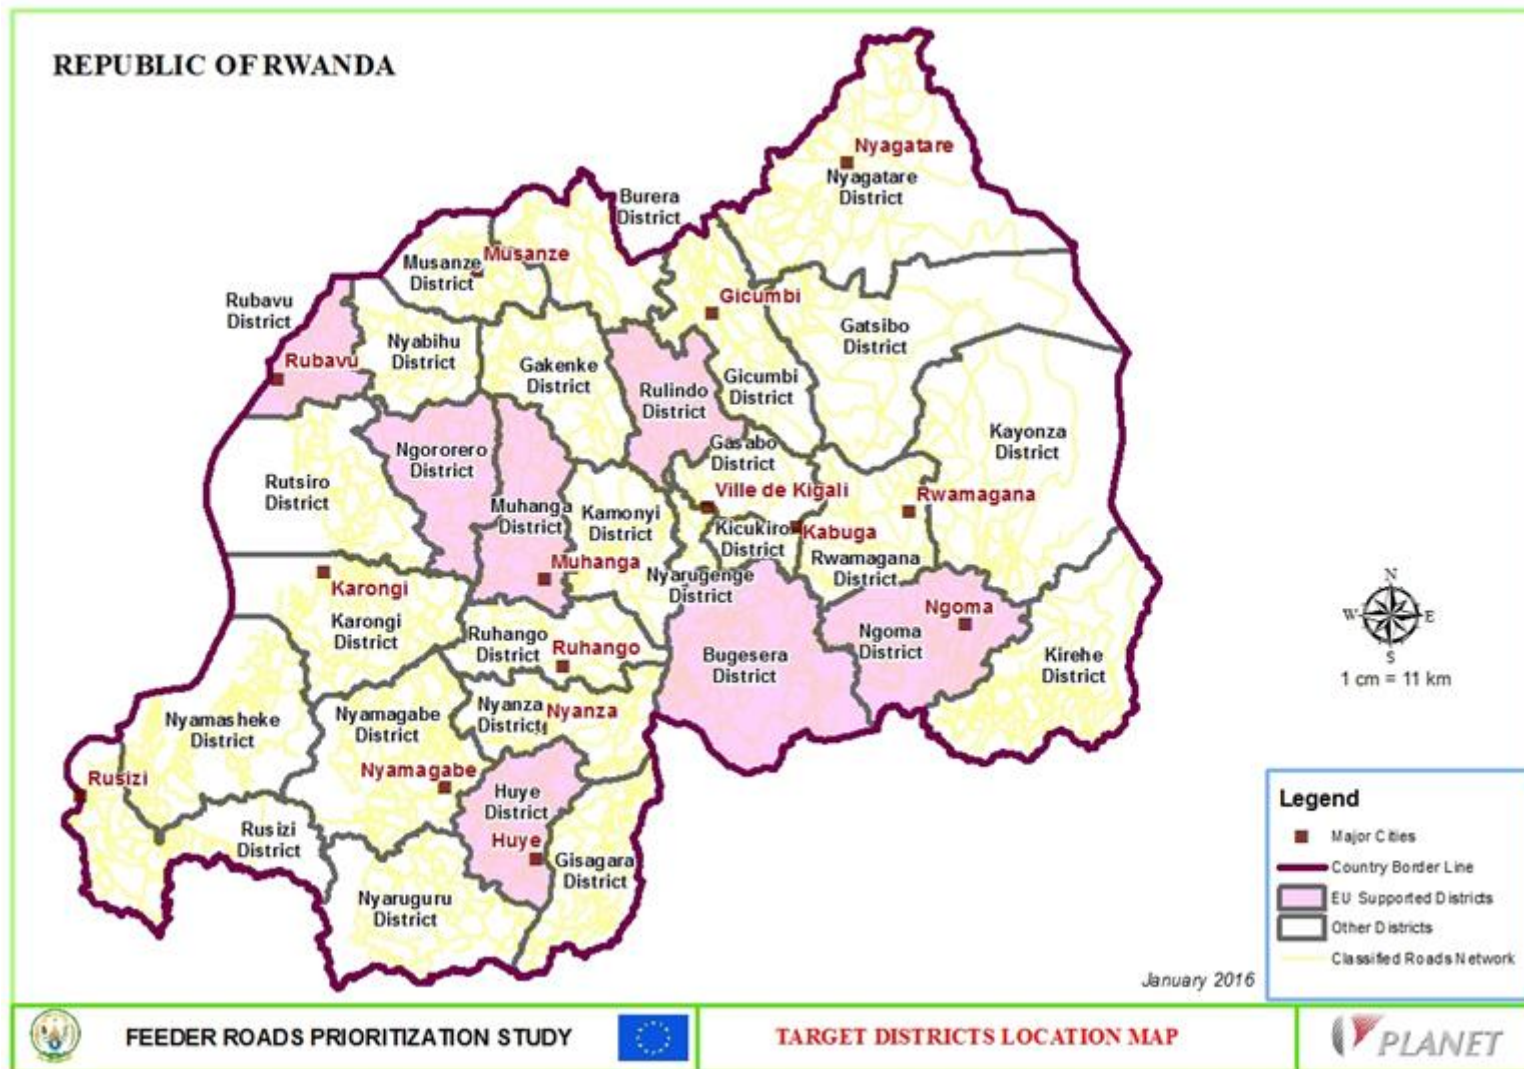 REPUBLIC OF RWANDA
Nyagatare
Nyagatare
District
Burera
District
Musanze
District
Musanze
Rubavu
District
Rubavu
Nyabihu
District
Gakenke
District
Gicumbi
Gicumbi
District
Gatsibo
District
Rulindo
District
Kayonza
District
Ngororero
District
Rutsiro
District
Muhanga
District
Muhanga
Kamonyi
District
Gasabo
District
Ville de Kigali
Kicukiro
District
Kabuga
Rwamagana
Rwamagana
District
Nyarugenge
District
Karongi
Karongi
District
Ruhango
District
Ruhango
Bugesera
District
Ngoma
Ngoma
District
Kirehe
District
Nyamasheke
District
Nyamagabe
District
Nyamagabe
Nyanza
District
Nyanza
Rusizi
Rusizi
District
Huye
District
Huye
Gisagara
District
Nyaruguru
District
N
W
E
S
1 cm = 11 km
Legend
Major Cities
Country Border Line
EU Supported Districts
Other Districts
Classified Roads Network
January 2016
FEEDER ROADS PRIORITIZATION STUDY
TARGET DISTRICTS LOCATION MAP
PLANET